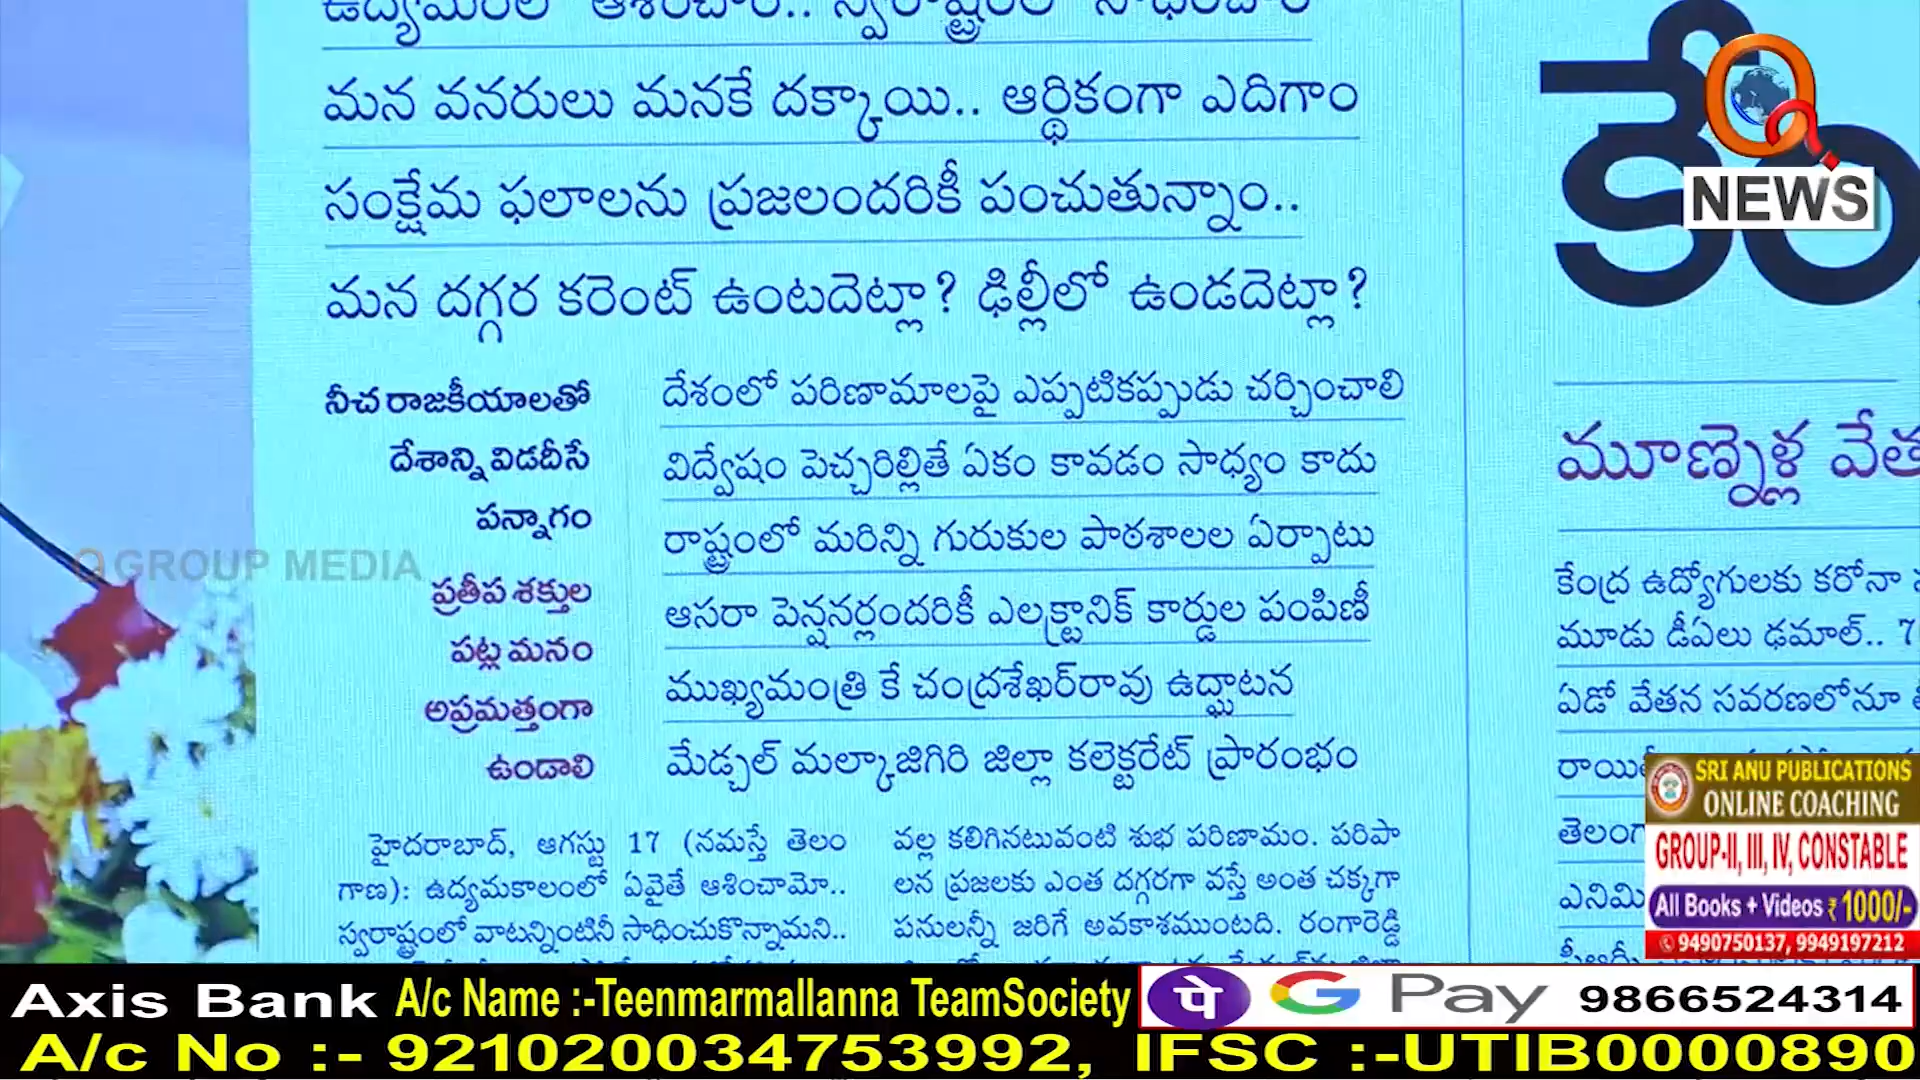 మన వనరులు మనకే దక్కాయి.. ఆర్థికంగా ఎదిగాం
సంక్షేమ ఫలాలను ప్రజలందరికీ పంచుతున్నాం..
మన దగ్గర కరెంట్ ఉంటదెట్లా? ఢిల్లీలో ఉండదెట్లా?
నీచ రాజకీయాలతో
దేశాన్ని విడదీసే
పన్నాగం
ప్రతీప శక్తుల
పట్ల మనం
అప్రమత్తంగా
ఉండాలి
దేశంలో పరిణామాలపై ఎప్పటికప్పుడు చర్చించాలి
విద్వేషం పెచ్చరిల్లితే ఏకం కావడం సాధ్యం కాదు
రాష్ట్రంలో మరిన్ని గురుకుల పాఠశాలల ఏర్పాటు
ఆసరా పెన్షనర్లందరికీ ఎలక్ట్రానిక్ కార్డుల పంపిణీ
ముఖ్యమంత్రి కే చంద్రశేఖర్‌రావు ఉద్ఘాటన
మేడ్చల్ మల్కాజిగిరి జిల్లా కలెక్టరేట్ ప్రారంభం
హైదరాబాద్, ఆగస్టు 17 (నమస్తే తెలం
గాణ): ఉద్యమకాలంలో ఏవైతే ఆశించామో..
స్వరాష్ట్రంలో వాటన్నింటినీ సాధించుకొన్నామని..
వల్ల కలిగినటువంటి శుభ పరిణామం. పరిపా
లన ప్రజలకు ఎంత దగ్గరగా వస్తే అంత చక్కగా
పనులన్నీ జరిగే అవకాశముంటది. రంగారెడ్డి
మూణ్నెళ్ల వేత
కేంద్ర ఉద్యోగులకు కరోనా
మూడు డీఏలు ఢమాల్.. 7
ఏడో వేతన సవరణలోనూ
Q NEWS
Q GROUP MEDIA
SRI ANU PUBLICATIONS
ONLINE COACHING
GROUP-II, III, IV, CONSTABLE
All Books + Videos ₹ 1000/-
9490750137, 9949197212
Axis Bank A/c Name :-Teenmarmallanna TeamSociety पे G Pay 9866524314
A/c No :- 921020034753992, IFSC :-UTIB0000890